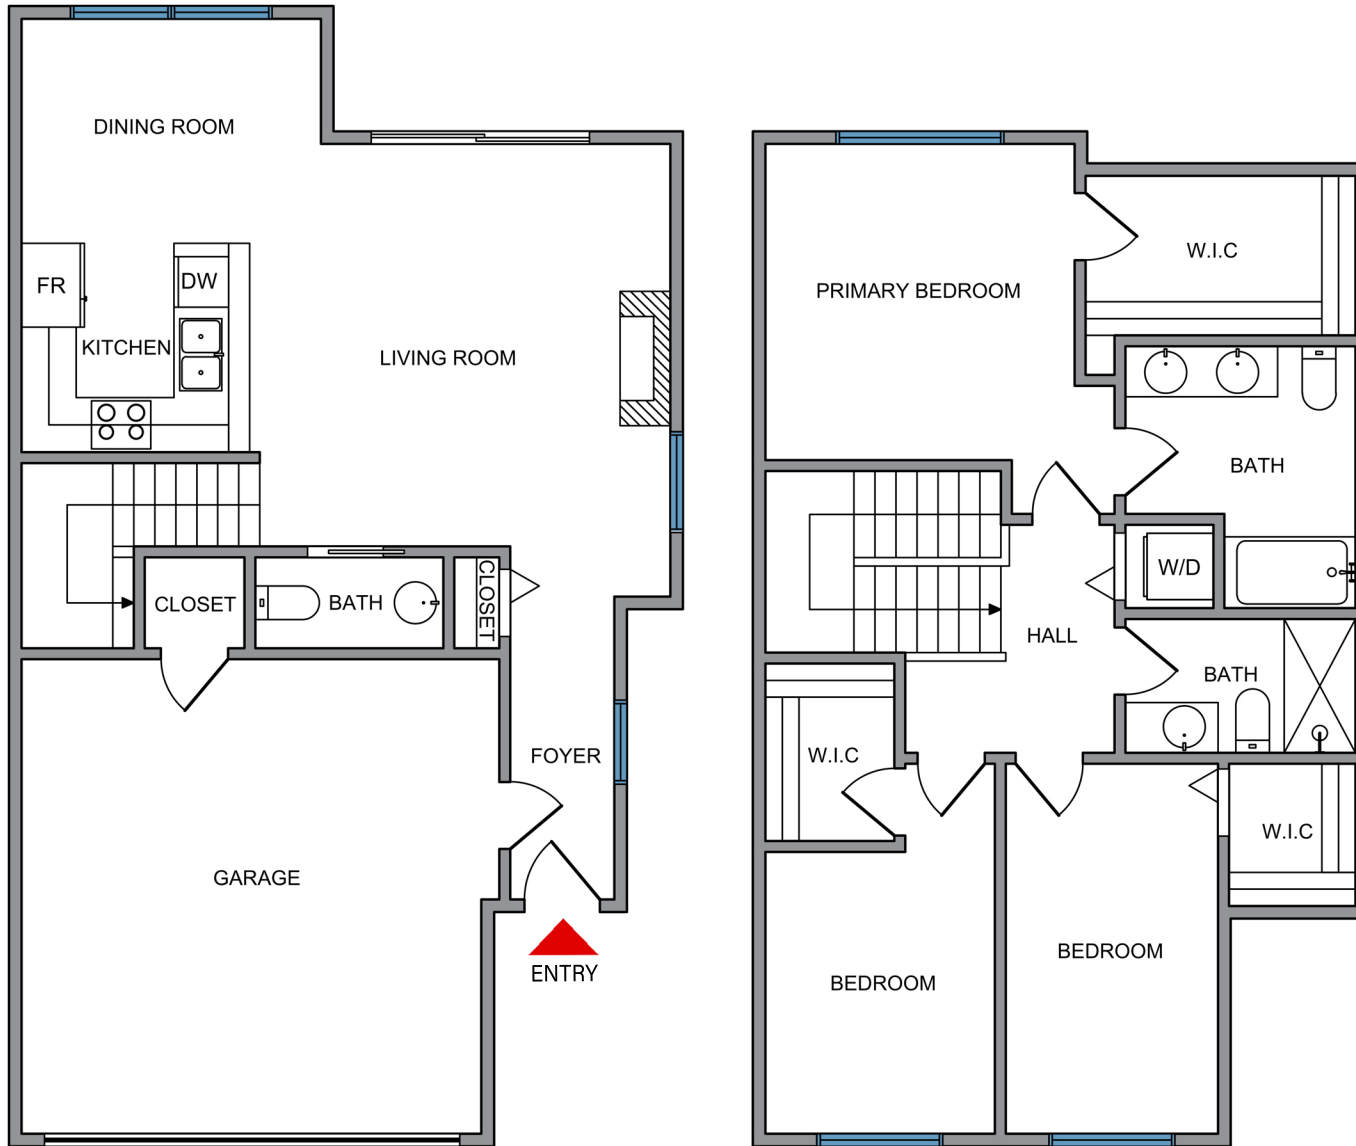 DINING ROOM
FR
DW
KITCHEN
LIVING ROOM
CLOSET
BATH
CLOSET
FOYER
GARAGE
ENTRY
W.I.C
PRIMARY BEDROOM
BATH
W/D
HALL
BATH
W.I.C
W.I.C
BEDROOM
BEDROOM